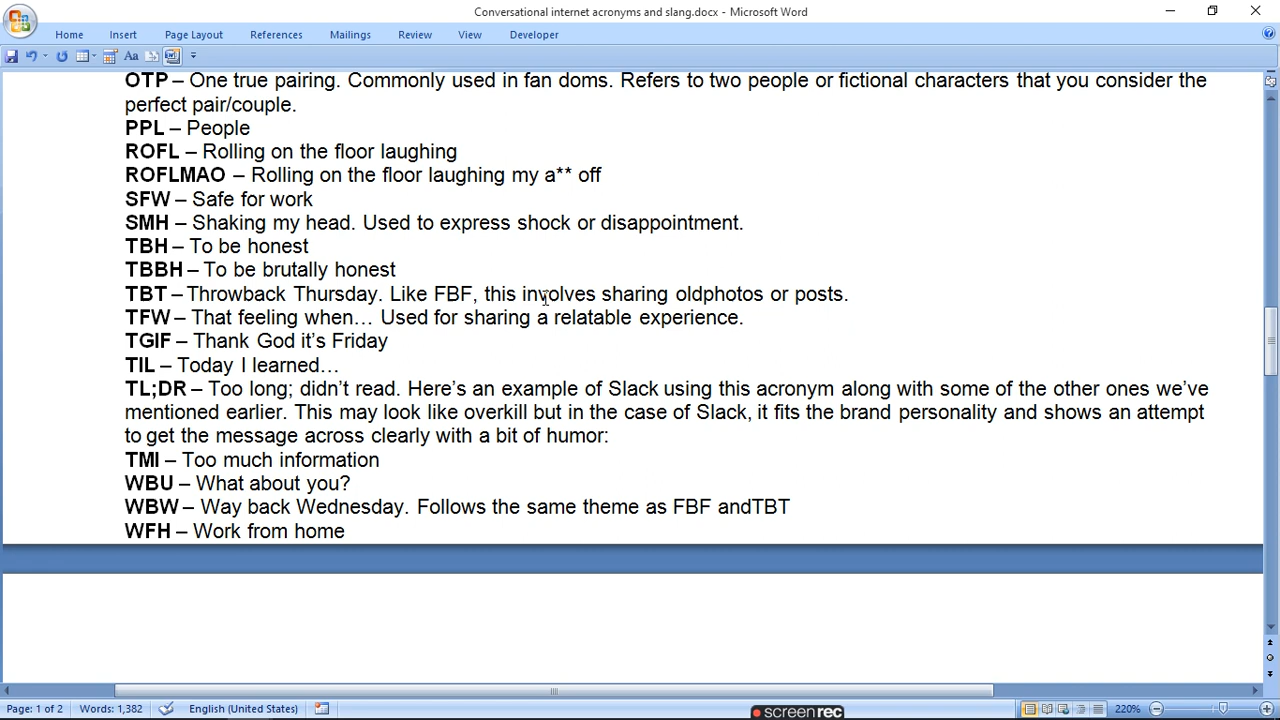 Conversational internet acronyms and slang.docx - Microsoft Word
Home Insert Page Layout References Mailings Review View Developer
Aa
OTP – One true pairing. Commonly used in fan doms. Refers to two people or fictional characters that you consider the
perfect pair/couple.
PPL – People
ROFL – Rolling on the floor laughing
ROFLMAO – Rolling on the floor laughing my a** off
SFW – Safe for work
SMH – Shaking my head. Used to express shock or disappointment.
TBH – To be honest
TBBH – To be brutally honest
TBT – Throwback Thursday. Like FBF, this involves sharing oldphotos or posts.
TFW – That feeling when… Used for sharing a relatable experience.
TGIF – Thank God it’s Friday
TIL – Today I learned…
TL;DR – Too long; didn’t read. Here’s an example of Slack using this acronym along with some of the other ones we’ve
mentioned earlier. This may look like overkill but in the case of Slack, it fits the brand personality and shows an attempt
to get the message across clearly with a bit of humor:
TMI – Too much information
WBU – What about you?
WBW – Way back Wednesday. Follows the same theme as FBF andTBT
WFH – Work from home
Page: 1 of 2 Words: 1,382 English (United States) 220%
screenrec